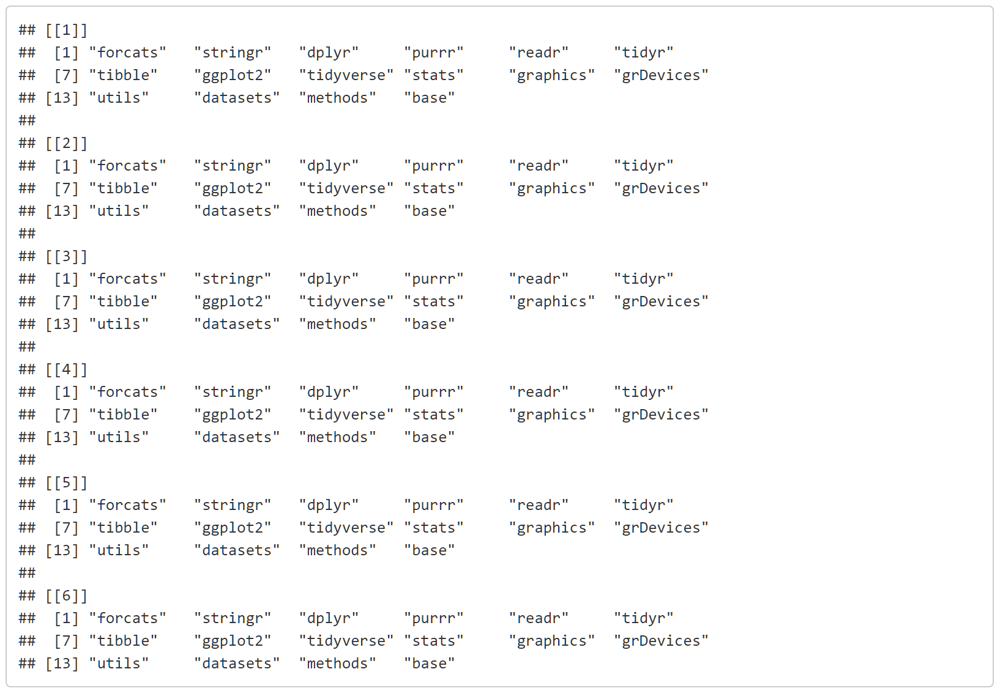 ## [[1]]
##  [1] "forcats"   "stringr"   "dplyr"     "purrr"     "readr"     "tidyr"
##  [7] "tibble"    "ggplot2"   "tidyverse" "stats"     "graphics"  "grDevices"
## [13] "utils"     "datasets"  "methods"   "base"
##
## [[2]]
##  [1] "forcats"   "stringr"   "dplyr"     "purrr"     "readr"     "tidyr"
##  [7] "tibble"    "ggplot2"   "tidyverse" "stats"     "graphics"  "grDevices"
## [13] "utils"     "datasets"  "methods"   "base"
##
## [[3]]
##  [1] "forcats"   "stringr"   "dplyr"     "purrr"     "readr"     "tidyr"
##  [7] "tibble"    "ggplot2"   "tidyverse" "stats"     "graphics"  "grDevices"
## [13] "utils"     "datasets"  "methods"   "base"
##
## [[4]]
##  [1] "forcats"   "stringr"   "dplyr"     "purrr"     "readr"     "tidyr"
##  [7] "tibble"    "ggplot2"   "tidyverse" "stats"     "graphics"  "grDevices"
## [13] "utils"     "datasets"  "methods"   "base"
##
## [[5]]
##  [1] "forcats"   "stringr"   "dplyr"     "purrr"     "readr"     "tidyr"
##  [7] "tibble"    "ggplot2"   "tidyverse" "stats"     "graphics"  "grDevices"
## [13] "utils"     "datasets"  "methods"   "base"
##
## [[6]]
##  [1] "forcats"   "stringr"   "dplyr"     "purrr"     "readr"     "tidyr"
##  [7] "tibble"    "ggplot2"   "tidyverse" "stats"     "graphics"  "grDevices"
## [13] "utils"     "datasets"  "methods"   "base"